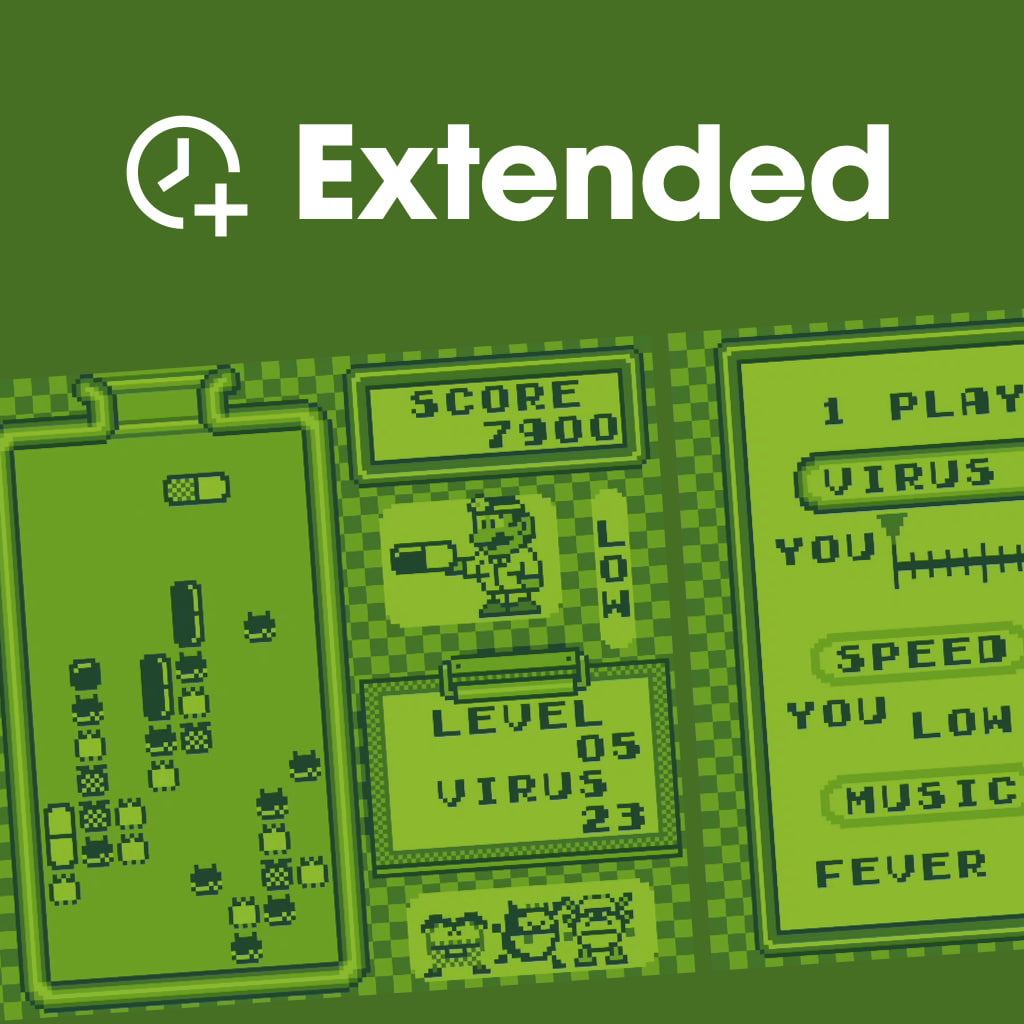 Extended
SCORE
7900
LOW
LEVEL
05
VIRUS
23
1 PLAY
VIRUS
YOU
SPEED
YOU LOW
MUSIC
FEVER